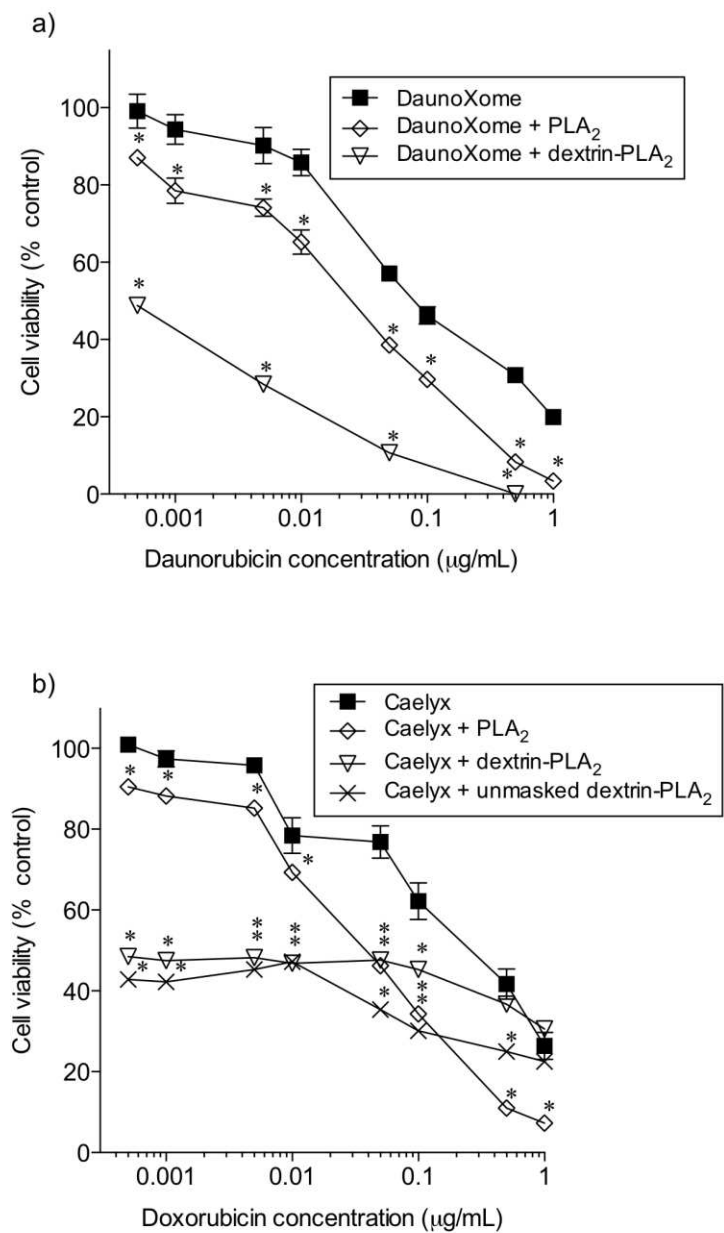 a)
DaunoXome
DaunoXome + PLA₂
DaunoXome + dextrin-PLA₂
Cell viability (% control)
100
80
60
40
20
0
* * * * * * * *
* * * *
0.001 0.01 0.1 1
Daunorubicin concentration (μg/mL)
b)
Caelyx
Caelyx + PLA₂
Caelyx + dextrin-PLA₂
Caelyx + unmasked dextrin-PLA₂
Cell viability (% control)
100
80
60
40
20
0
* * * * * * * *
* * * * * *
* * * * * * *
0.001 0.01 0.1 1
Doxorubicin concentration (μg/mL)